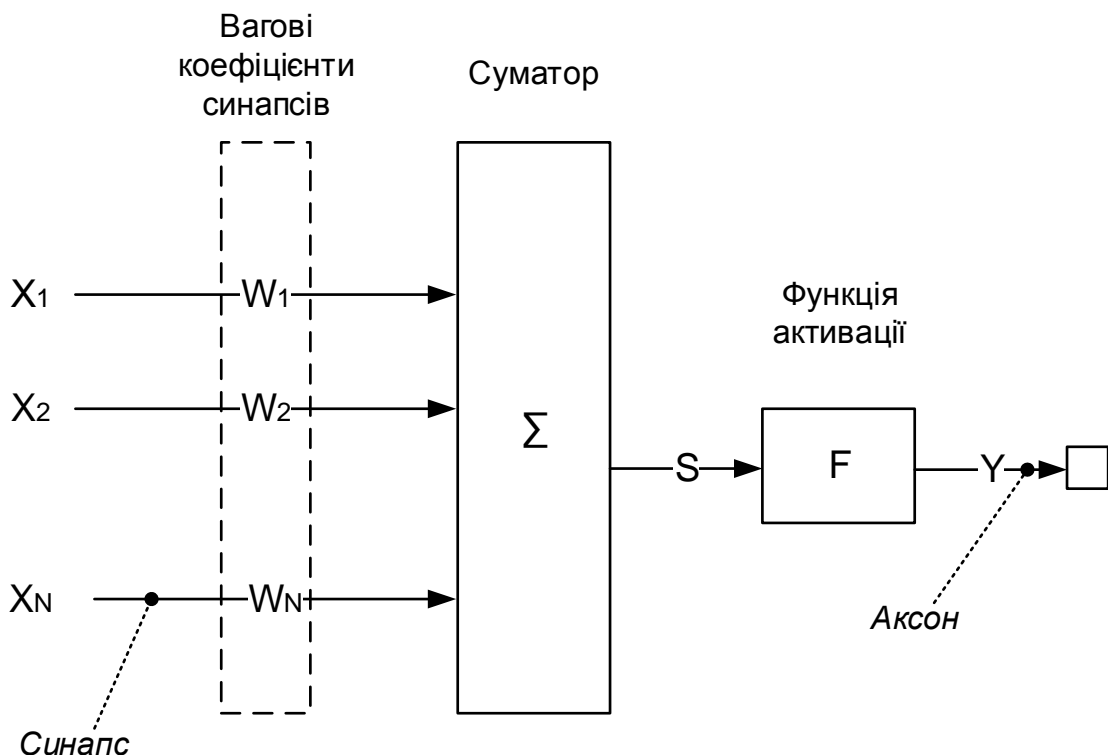 Вагові
коефіцієнти
синапсів
Суматор
X1
W1
Функція
активації
X2
W2
Σ
S
F
Y
XN
WN
Аксон
Синапс